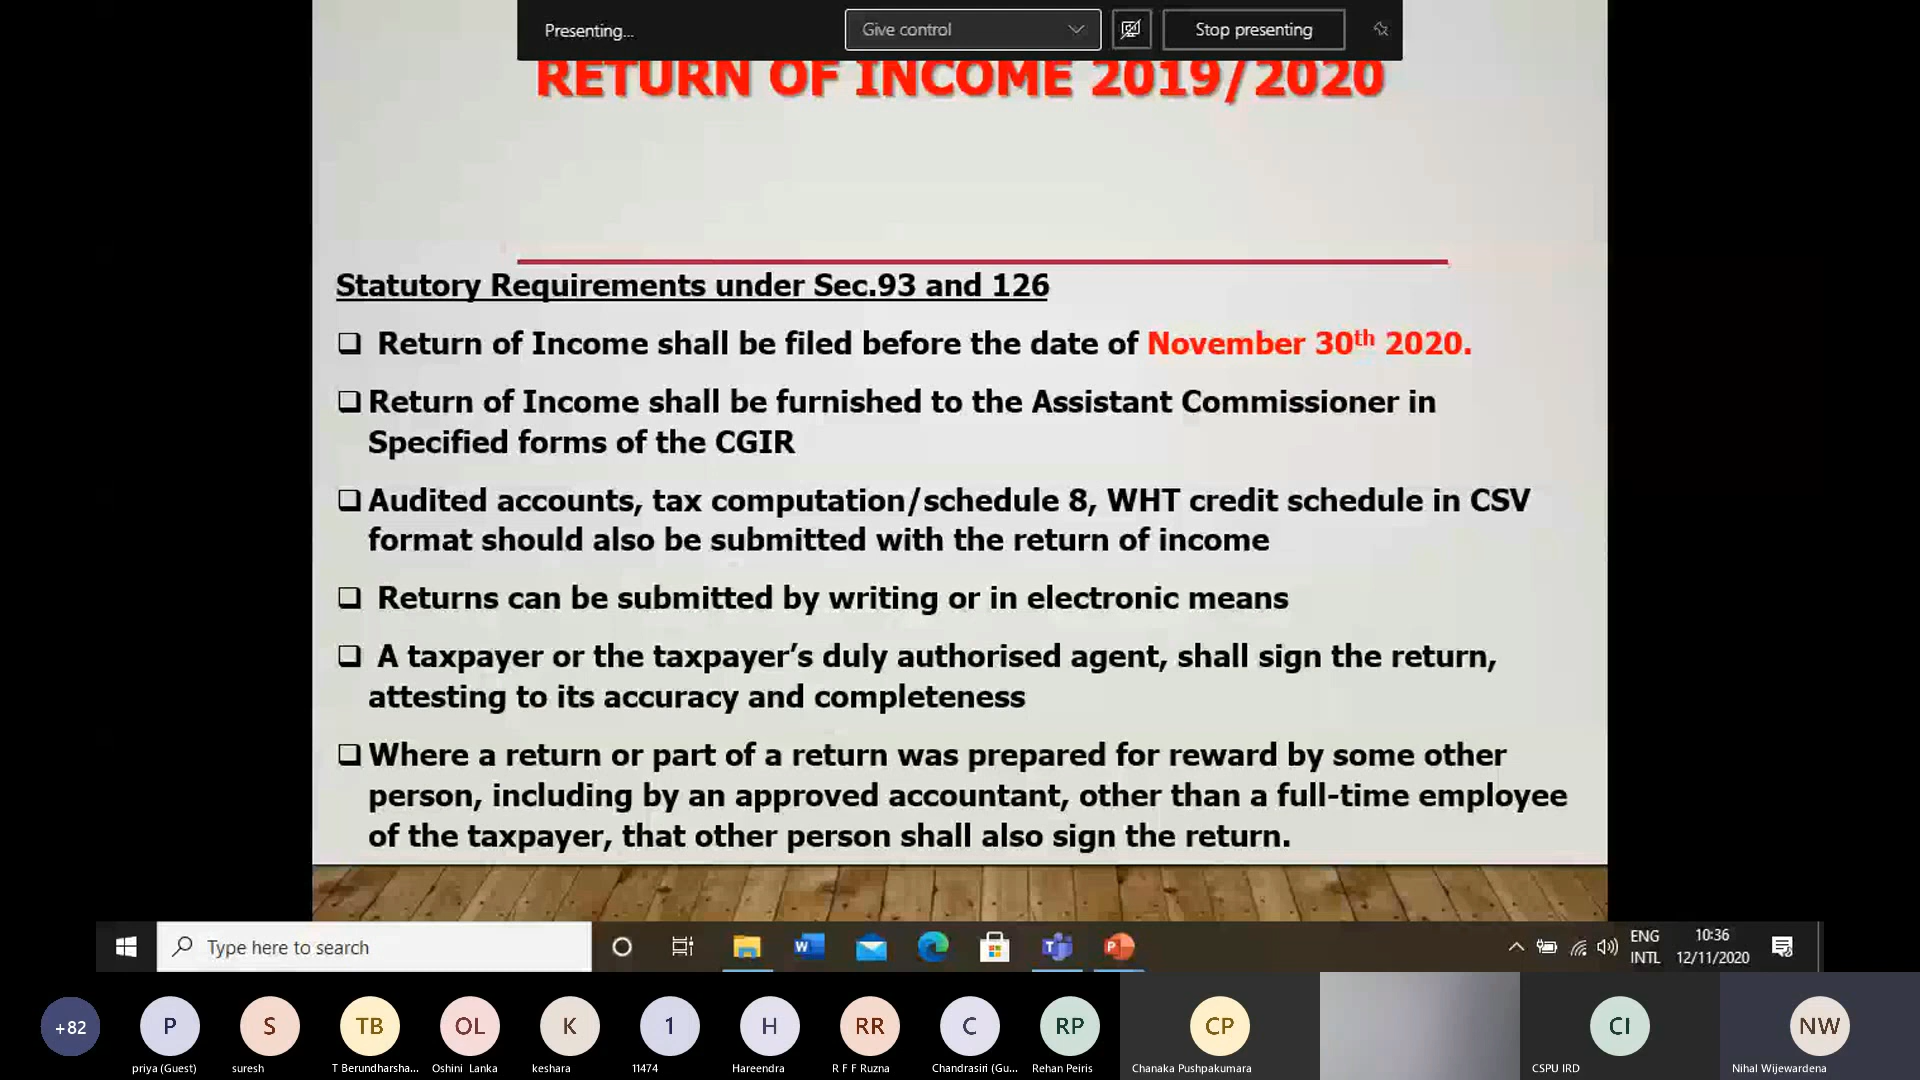 Presenting...
Give control
Stop presenting
RETURN OF INCOME 2019/2020
Statutory Requirements under Sec.93 and 126
❑ Return of Income shall be filed before the date of November 30th 2020.
❑ Return of Income shall be furnished to the Assistant Commissioner in
Specified forms of the CGIR
❑ Audited accounts, tax computation/schedule 8, WHT credit schedule in CSV
format should also be submitted with the return of income
❑ Returns can be submitted by writing or in electronic means
❑ A taxpayer or the taxpayer’s duly authorised agent, shall sign the return,
attesting to its accuracy and completeness
❑ Where a return or part of a return was prepared for reward by some other
person, including by an approved accountant, other than a full-time employee
of the taxpayer, that other person shall also sign the return.
Type here to search
ENG
INTL
10:36
12/11/2020
+82
P
S
TB
OL
K
1
H
RR
C
RP
CP
CI
NW
priya (Guest)
suresh
T Berundharsha...
Oshini Lanka
keshara
11474
Hareendra
R F F Ruzna
Chandrasiri (Gu...
Rehan Peiris
Chanaka Pushpakumara
CSPU IRD
Nihal Wijewardena